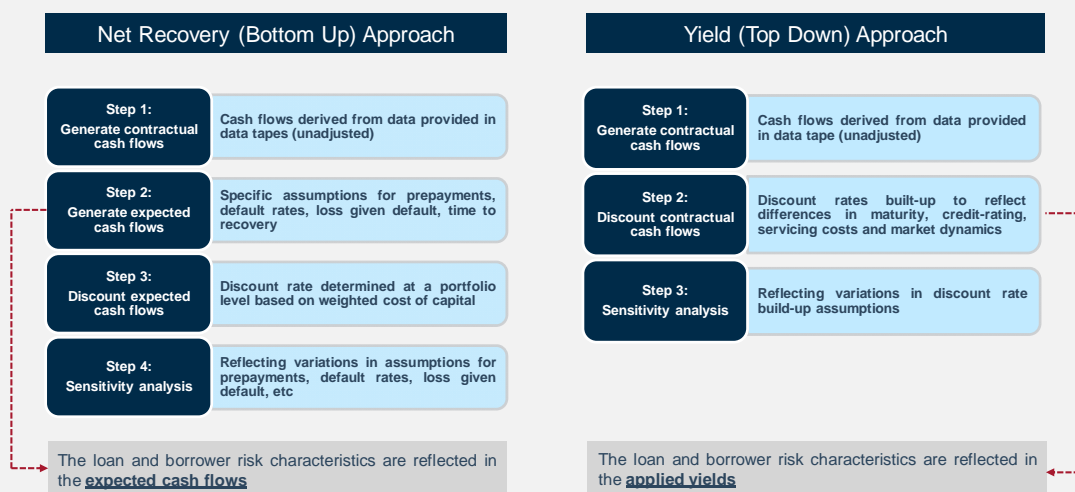 Net Recovery (Bottom Up) Approach
Step 1:
Generate contractual
cash flows
Cash flows derived from data provided in
data tapes (unadjusted)
Step 2:
Generate expected
cash flows
Specific assumptions for prepayments,
default rates, loss given default, time to
recovery
Step 3:
Discount expected
cash flows
Discount rate determined at a portfolio
level based on weighted cost of capital
Step 4:
Sensitivity analysis
Reflecting variations in assumptions for
prepayments, default rates, loss given
default, etc
The loan and borrower risk characteristics are reflected in
the expected cash flows
Yield (Top Down) Approach
Step 1:
Generate contractual
cash flows
Cash flows derived from data provided
in data tape (unadjusted)
Step 2:
Discount contractual
cash flows
Discount rates built-up to reflect
differences in maturity, credit-rating,
servicing costs and market dynamics
Step 3:
Sensitivity analysis
Reflecting variations in discount rate
build-up assumptions
The loan and borrower risk characteristics are reflected in
the applied yields